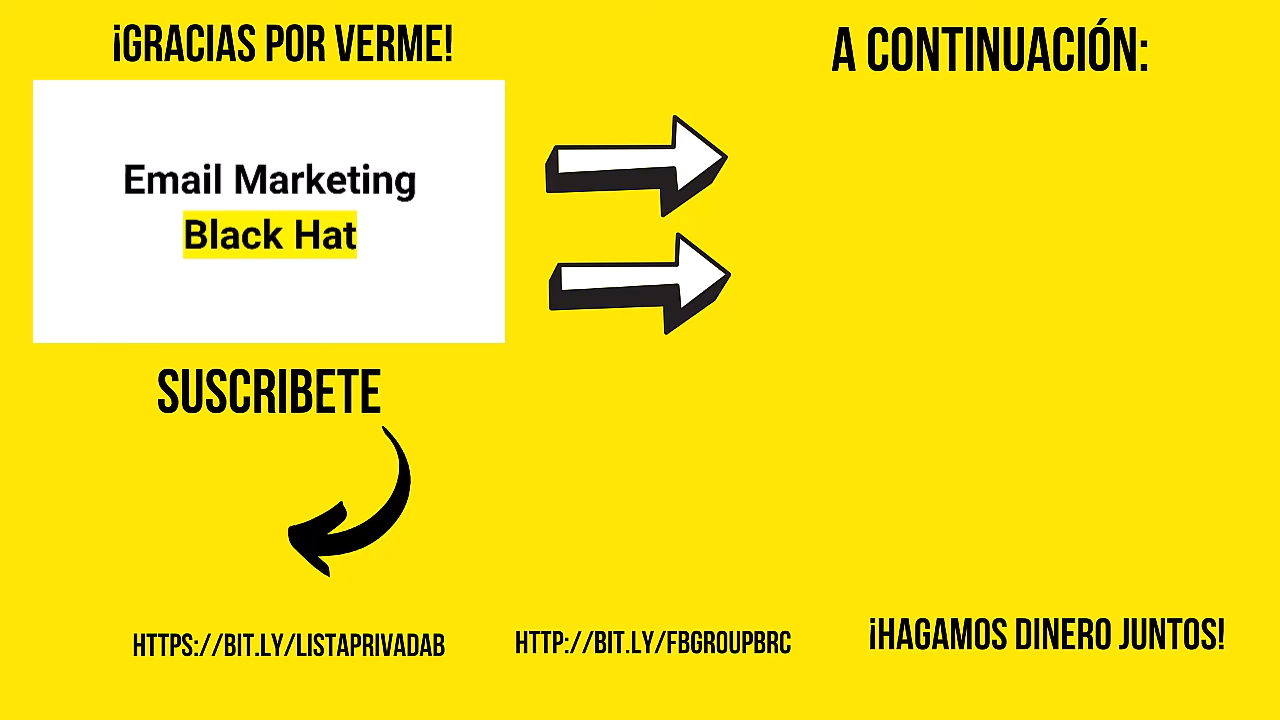 ¡GRACIAS POR VERME!
A CONTINUACIÓN:
Email Marketing
Black Hat
SUSCRIBETE
HTTPS://BIT.LY/LISTAPRIVADAB
HTTP://BIT.LY/FBGROUPBRC
¡HAGAMOS DINERO JUNTOS!